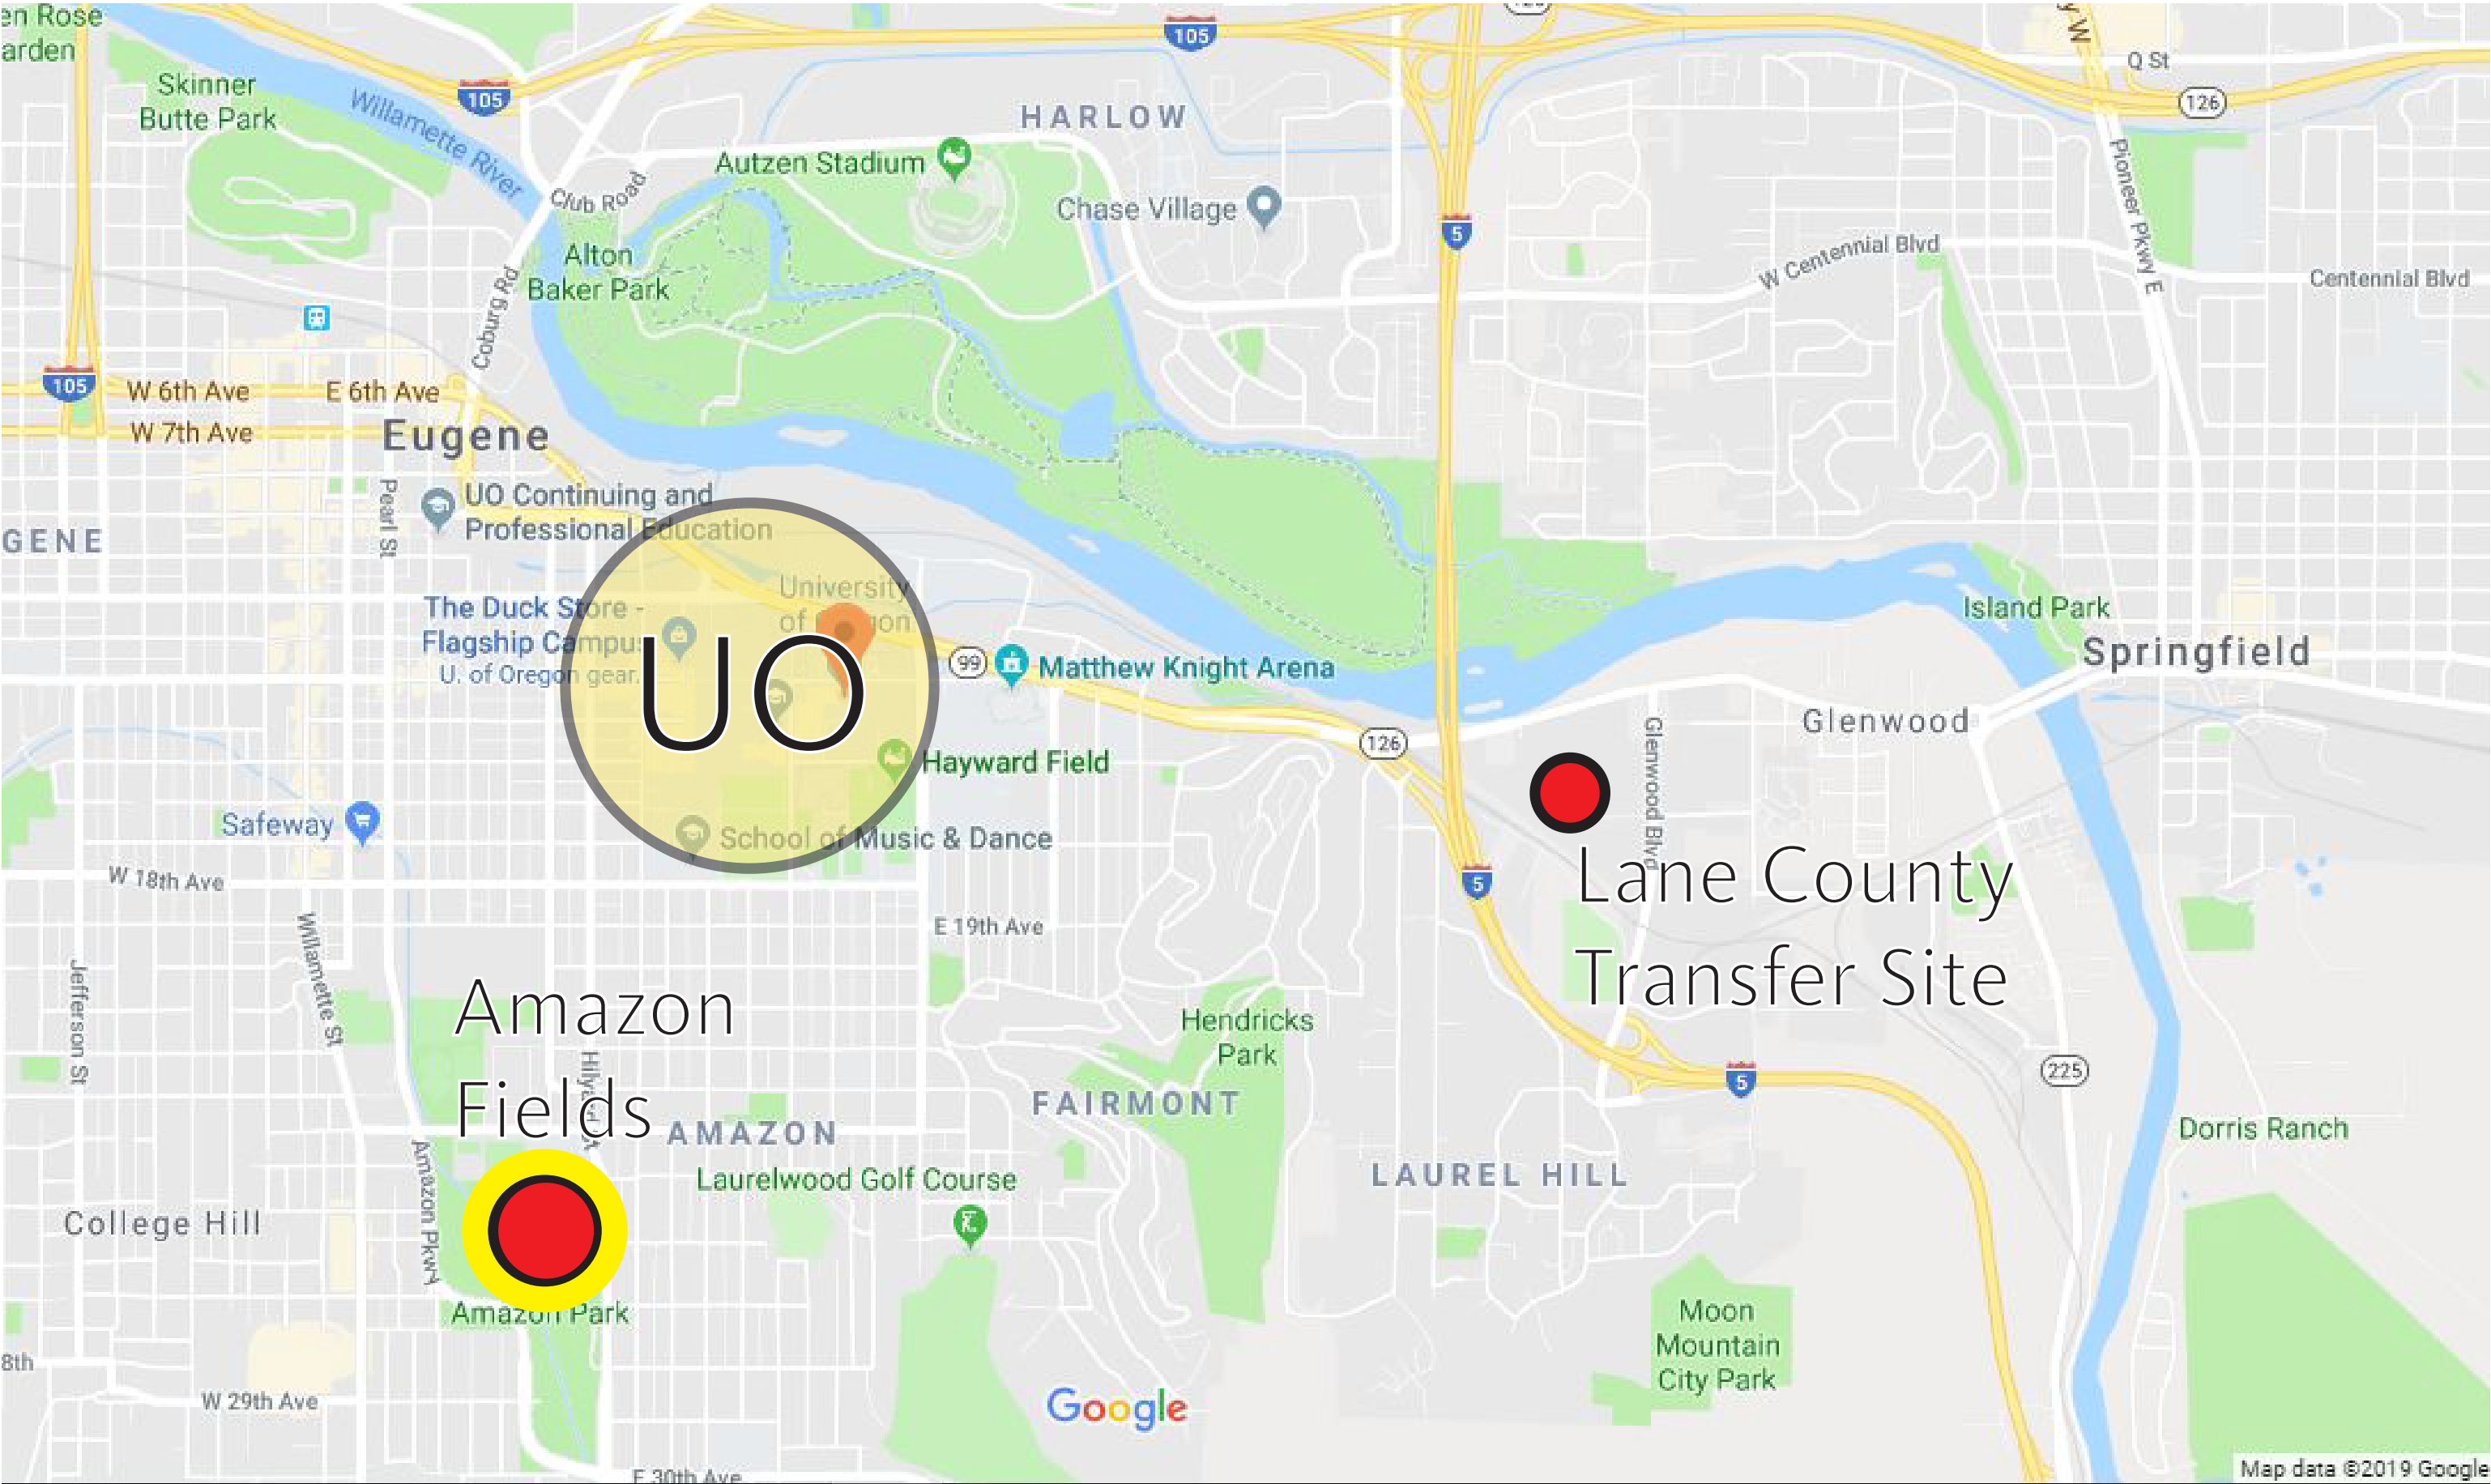 en Rose
arden
Skinner
Butte Park
Willamette River
105
105
126
Q St
HARLOW
Autzen Stadium
Chase Village
Club Road
Alton
Baker Park
Coburg Rd
5
W Centennial Blvd
Pioneer Pkwy E
Centennial Blvd
105
W 6th Ave
E 6th Ave
W 7th Ave
Eugene
Pearl St
UO Continuing and
Professional Education
GENE
University
of
The Duck Store -
Flagship Campus
U. of Oregon gear.
UO
99
Matthew Knight Arena
126
Hayward Field
School of Music & Dance
Island Park
Springfield
Glenwood
Glenwood Blvd
Safeway
W 18th Ave
5
Lane County
Transfer Site
E 19th Ave
Willamette St
Jefferson St
Amazon
Fields
AMAZON
Hendricks
Park
FAIRMONT
5
225
Dorris Ranch
Laurelwood Golf Course
LAUREL HILL
College Hill
Amazon Pkwy
Amazon Park
Moon
Mountain
City Park
8th
W 29th Ave
Google
E 30th Ave
Map data ©2019 Google